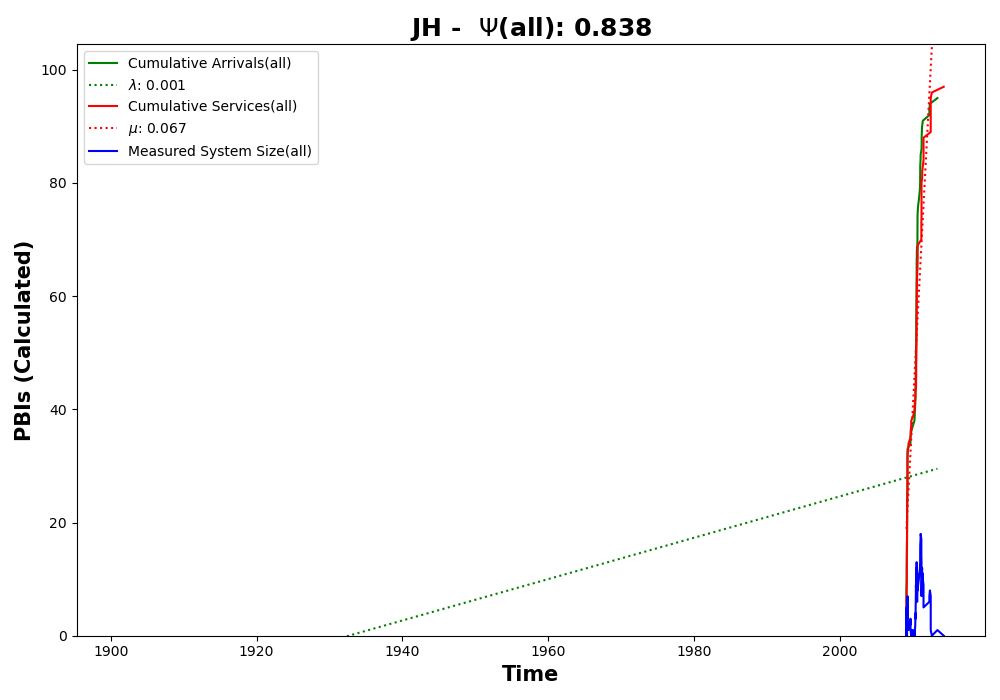 JH - Ψ(all): 0.838
Cumulative Arrivals(all)
λ: 0.001
Cumulative Services(all)
μ: 0.067
Measured System Size(all)
PBIs (Calculated)
100
80
60
40
20
0
1900 1920 1940 1960 1980 2000
Time